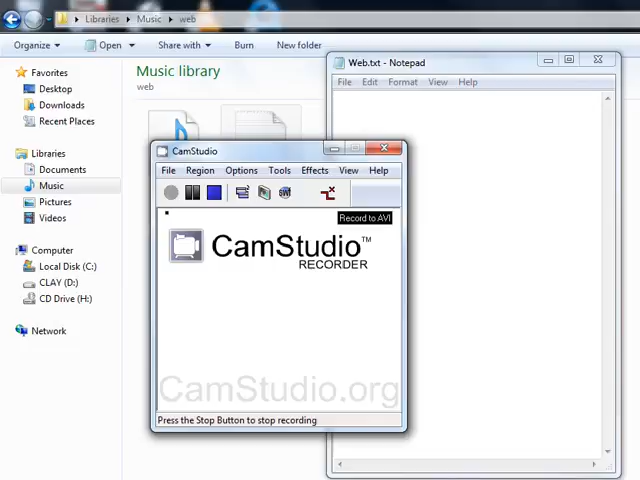 Libraries Music web
Organize Open Share with Burn New folder
Favorites
Desktop
Downloads
Recent Places
Libraries
Documents
Music
Pictures
Videos
Computer
Local Disk (C:)
CLAY (D:)
CD Drive (H:)
Network
Music library
web
Web.txt - Notepad
File Edit Format View Help
CamStudio
File Region Options Tools Effects View Help
Record to AVI
CamStudio™
RECORDER
CamStudio.org
Press the Stop Button to stop recording